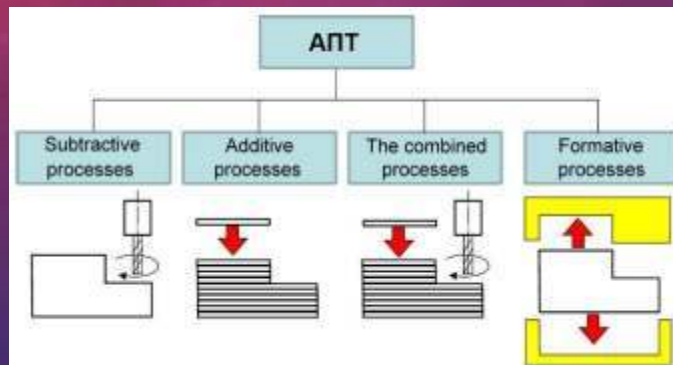 АПТ
Subtractive
processes
Additive
processes
The combined
processes
Formative
processes